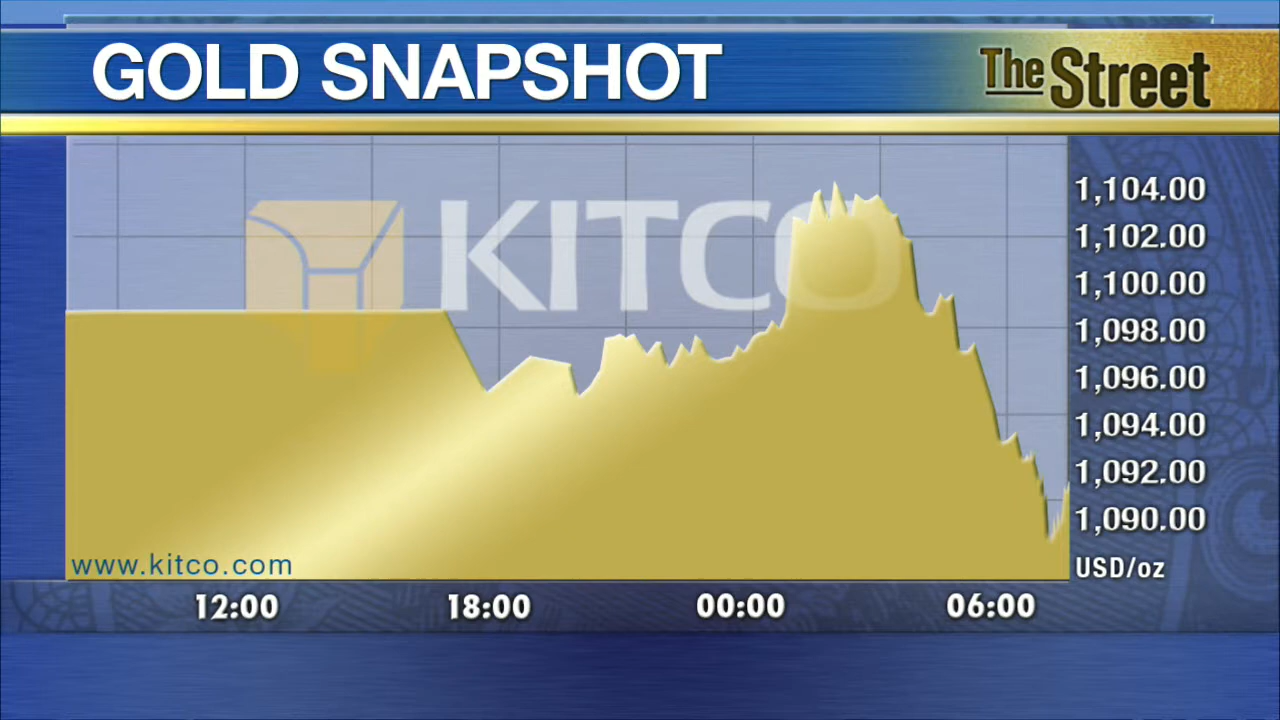 GOLD SNAPSHOT
TheStreet
KITCO
1,104.00
1,102.00
1,100.00
1,098.00
1,096.00
1,094.00
1,092.00
1,090.00
www.kitco.com
USD/oz
12:00 18:00 00:00 06:00